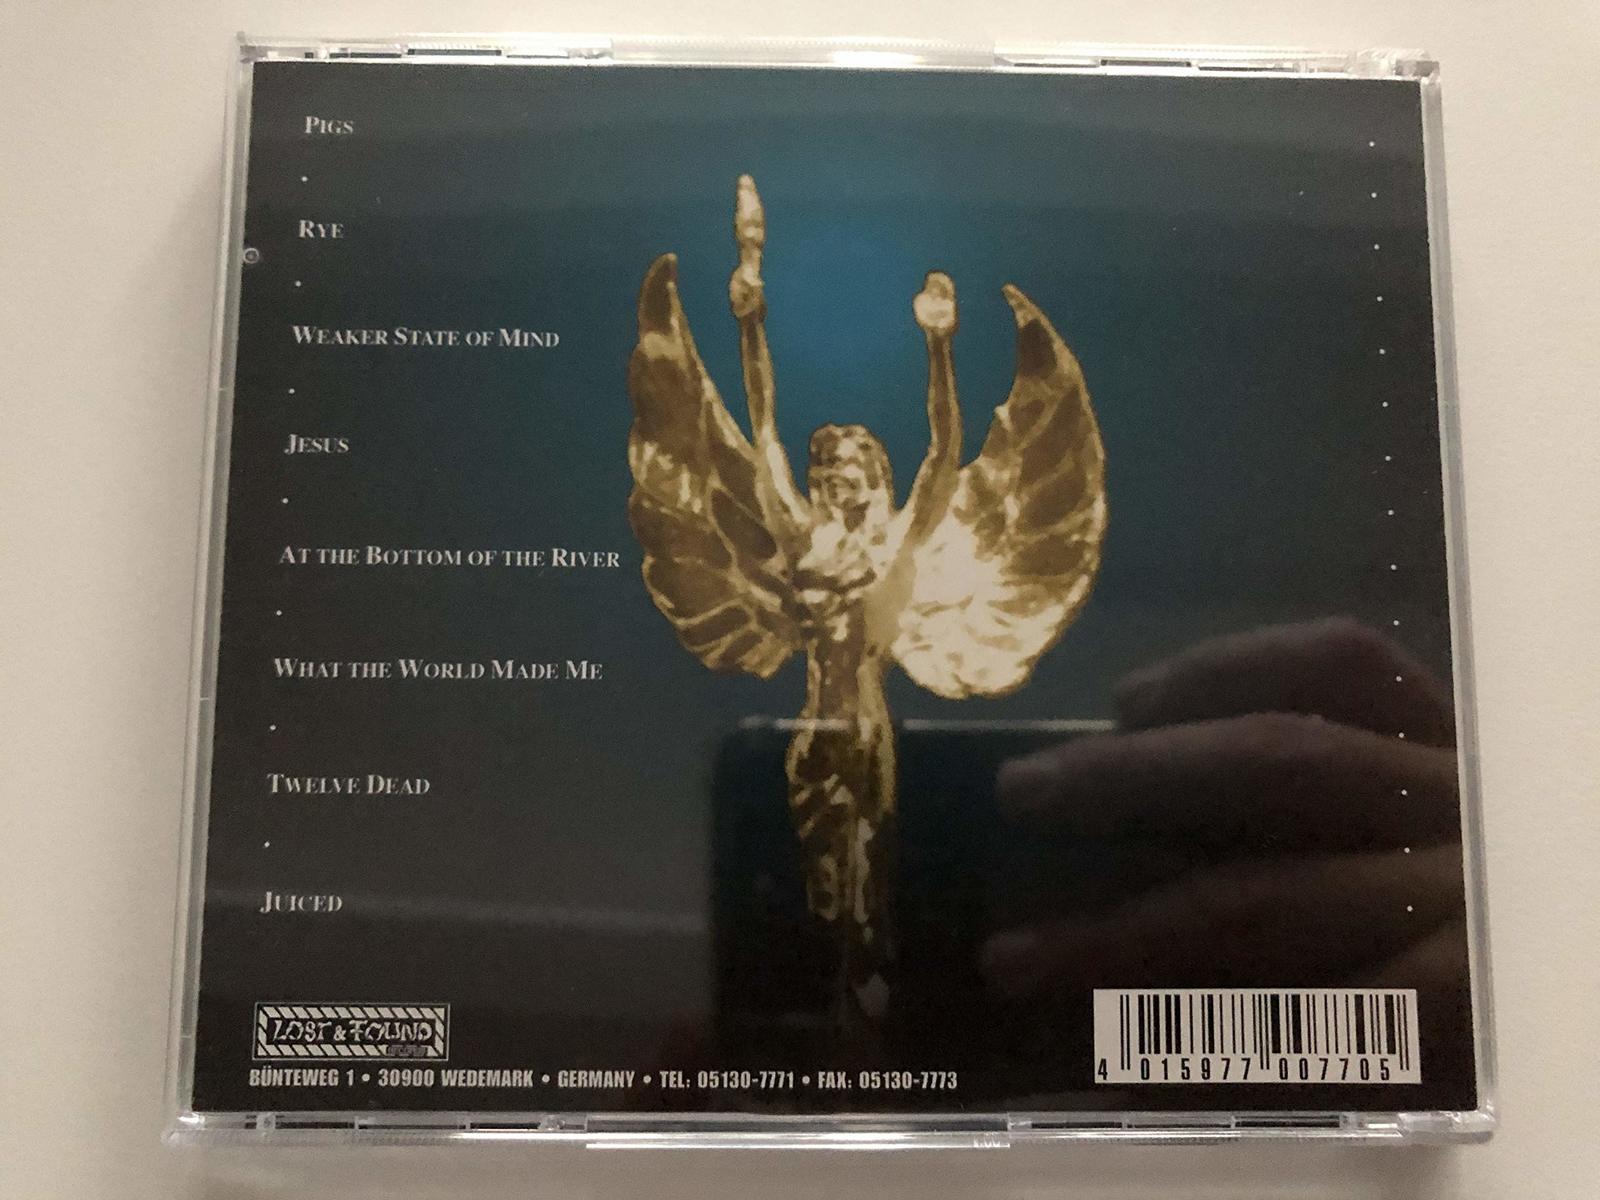 PIGS
RYE
WEAKER STATE OF MIND
JESUS
AT THE BOTTOM OF THE RIVER
WHAT THE WORLD MADE ME
TWELVE DEAD
JUICED
LOST & FOUND
BÜNTEWEG 1 • 30900 WEDEMARK • GERMANY • TEL: 05130-7771 • FAX: 05130-7773
4 015977 007705